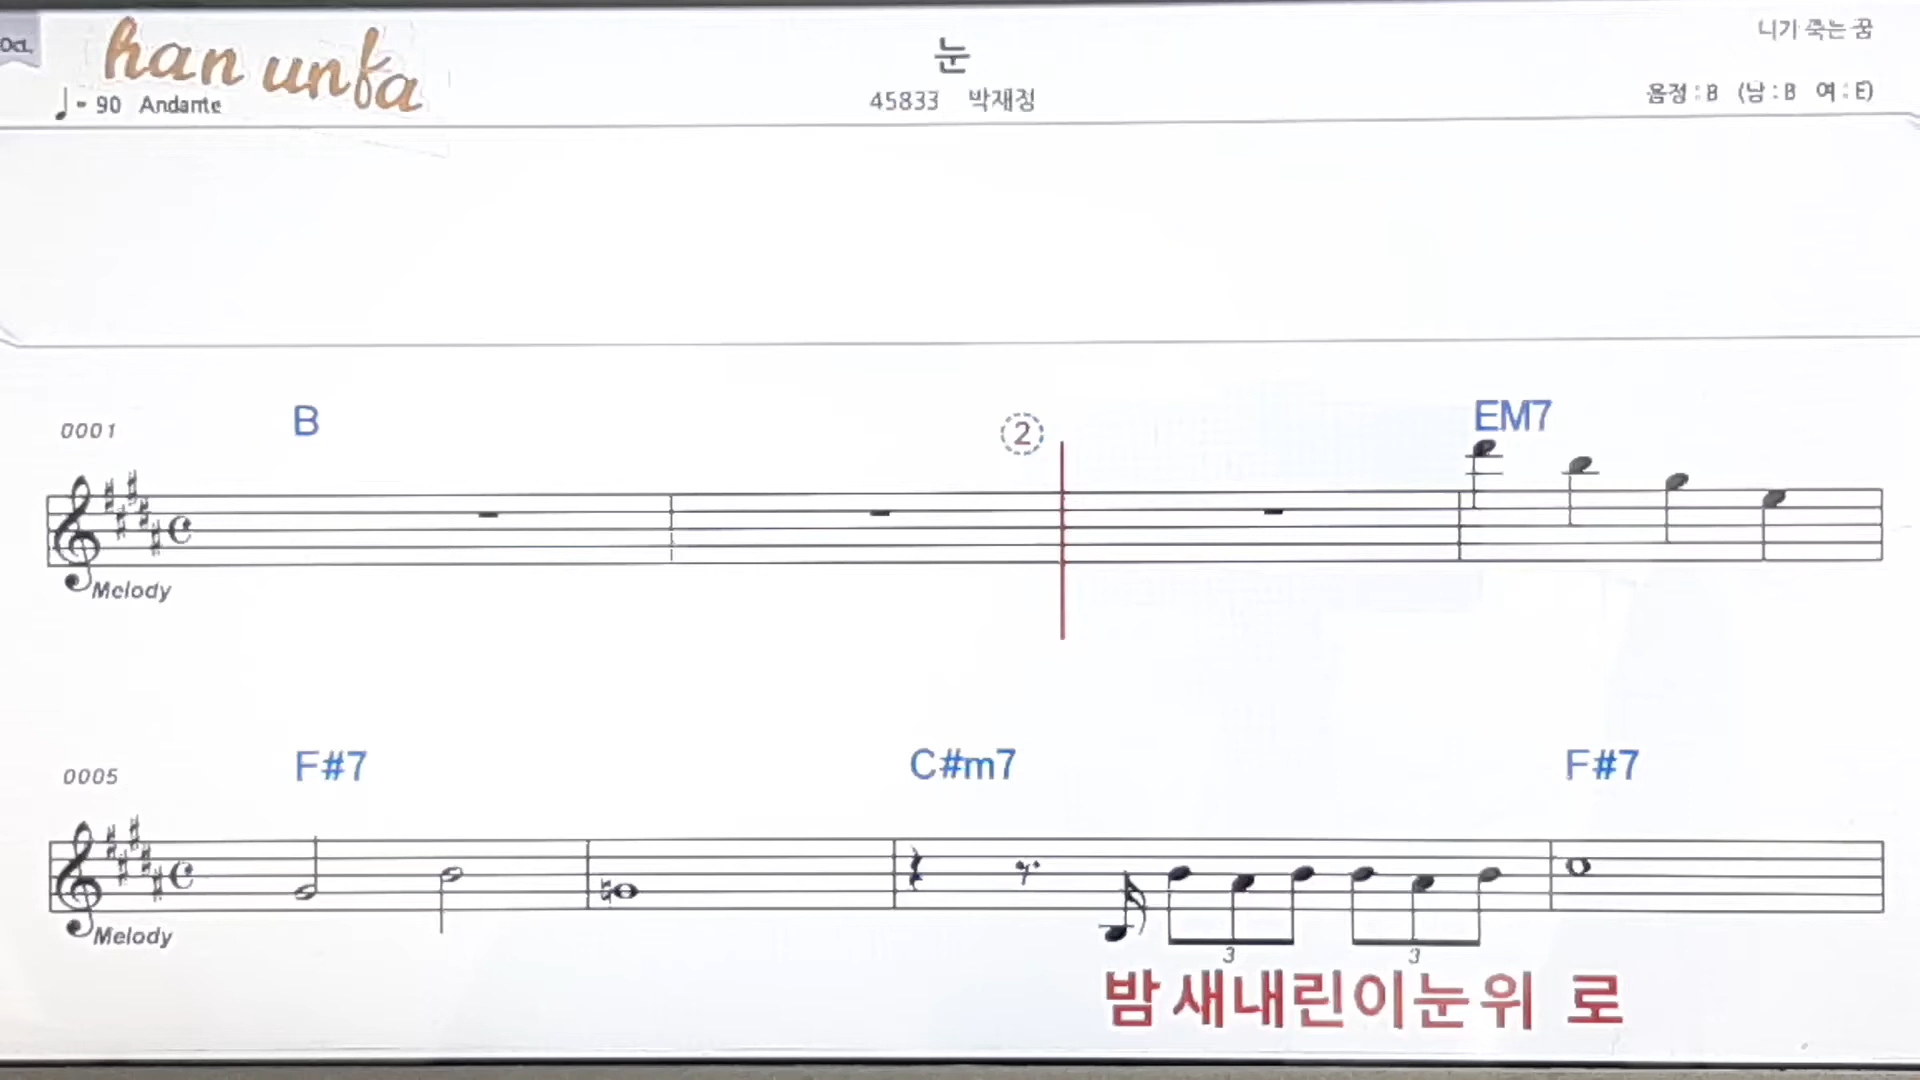 Oct.
han unfa
눈
니기 죽는 꿈
♩= 90 Andante
45833 박재정
음정 : B (남 : B 여 : E)
0001 B ② EM7
Melody
0005 F#7 C#m7 F#7
Melody
3 3
밤새내린이눈위 로